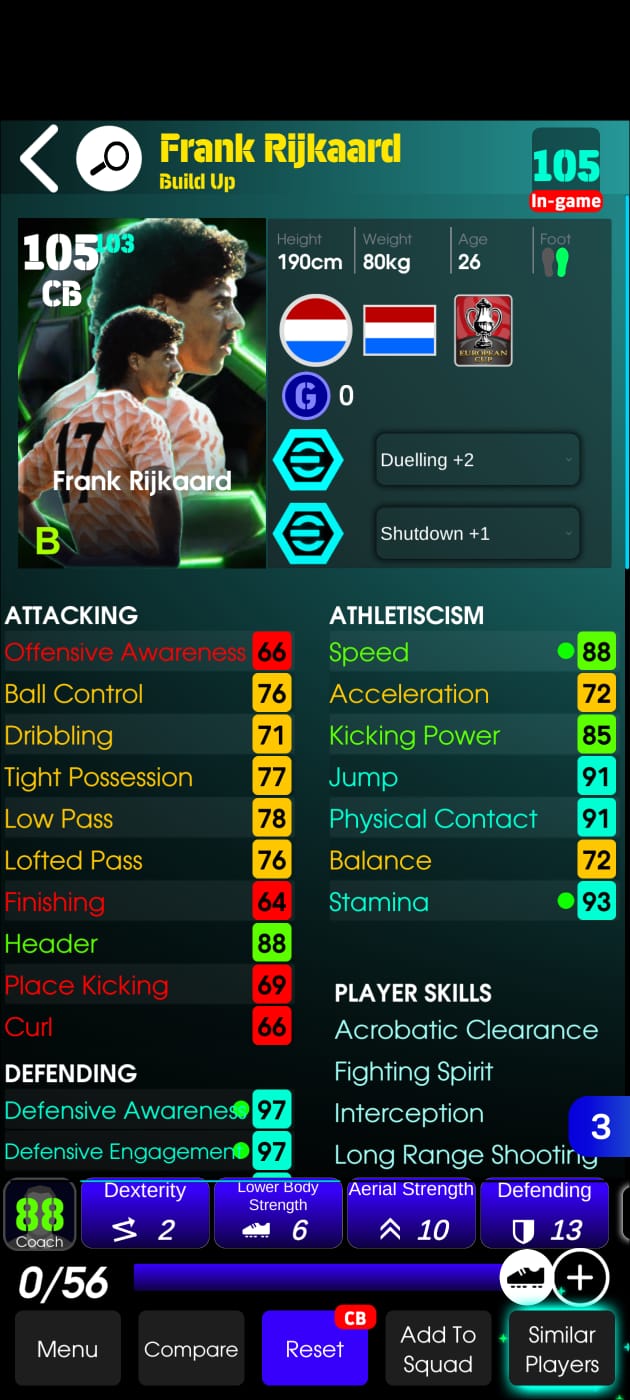 Frank Rijkaard
Build Up
105
In-game
105 103
CB
17
Frank Rijkaard
B
Height
190cm
Weight
80kg
Age
26
Foot
EUROPEAN
CUP
G 0
Duelling +2
Shutdown +1
ATTACKING
Offensive Awareness 66
Ball Control 76
Dribbling 71
Tight Possession 77
Low Pass 78
Lofted Pass 76
Finishing 64
Header 88
Place Kicking 69
Curl 66
DEFENDING
Defensive Awareness 97
Defensive Engagement 97
ATHLETISCISM
Speed 88
Acceleration 72
Kicking Power 85
Jump 91
Physical Contact 91
Balance 72
Stamina 93
PLAYER SKILLS
Acrobatic Clearance
Fighting Spirit
Interception
Long Range Shooting
3
88
Coach
Dexterity
2
Lower Body
Strength
6
Aerial Strength
10
Defending
13
0/56
Menu
Compare
CB
Reset
Add To
Squad
Similar
Players